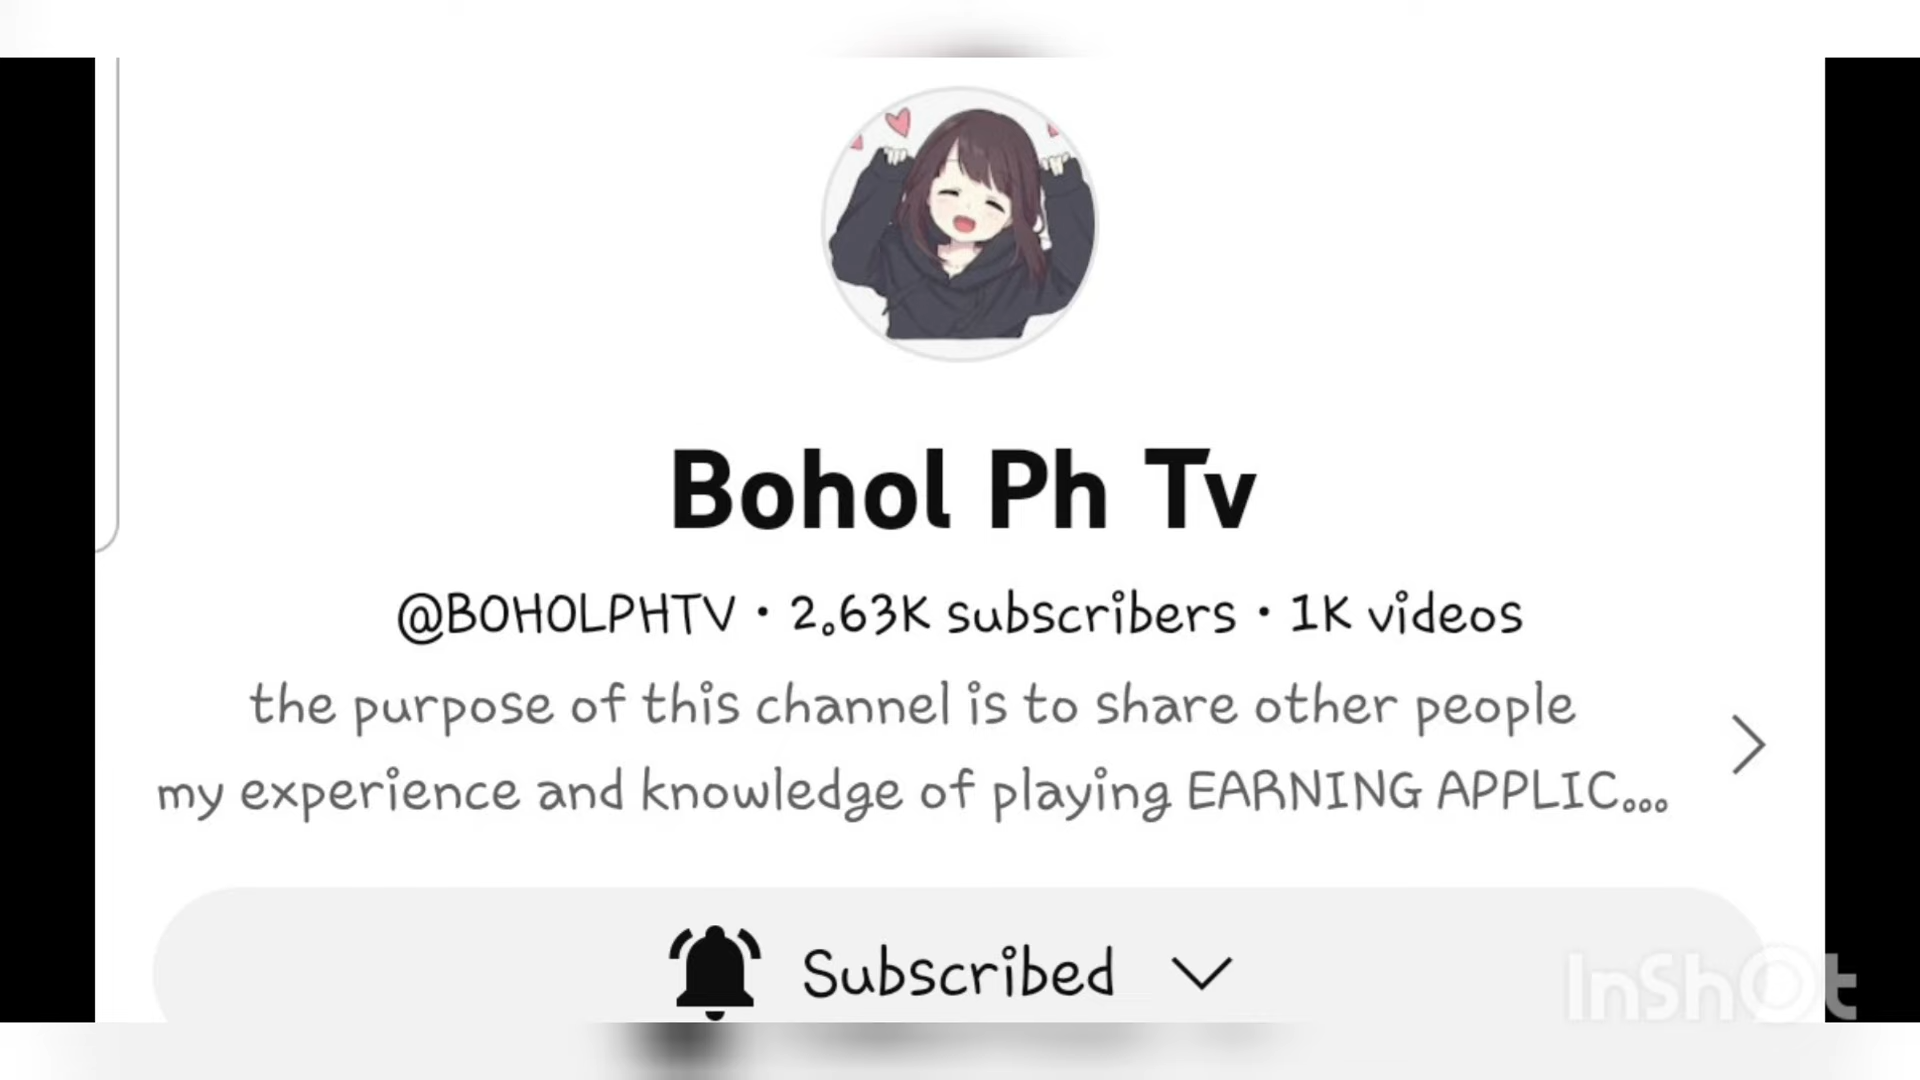 Bohol Ph Tv
@BOHOLPHTV · 2.63K subscribers · 1K videos
the purpose of this channel is to share other people
my experience and knowledge of playing EARNING APPLIC...
Subscribed
InShOt